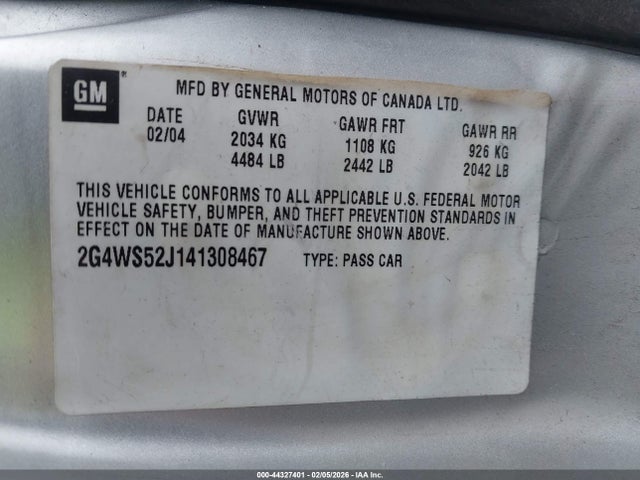 GM
MFD BY GENERAL MOTORS OF CANADA LTD.
DATE GVWR GAWR FRT GAWR RR
02/04 2034 KG 1108 KG 926 KG
4484 LB 2442 LB 2042 LB
THIS VEHICLE CONFORMS TO ALL APPLICABLE U.S. FEDERAL MOTOR
VEHICLE SAFETY, BUMPER, AND THEFT PREVENTION STANDARDS IN
EFFECT ON THE DATE OF MANUFACTURE SHOWN ABOVE.
2G4WS52J141308467 TYPE: PASS CAR
000-44327401 - 02/05/2026 - IAA Inc.